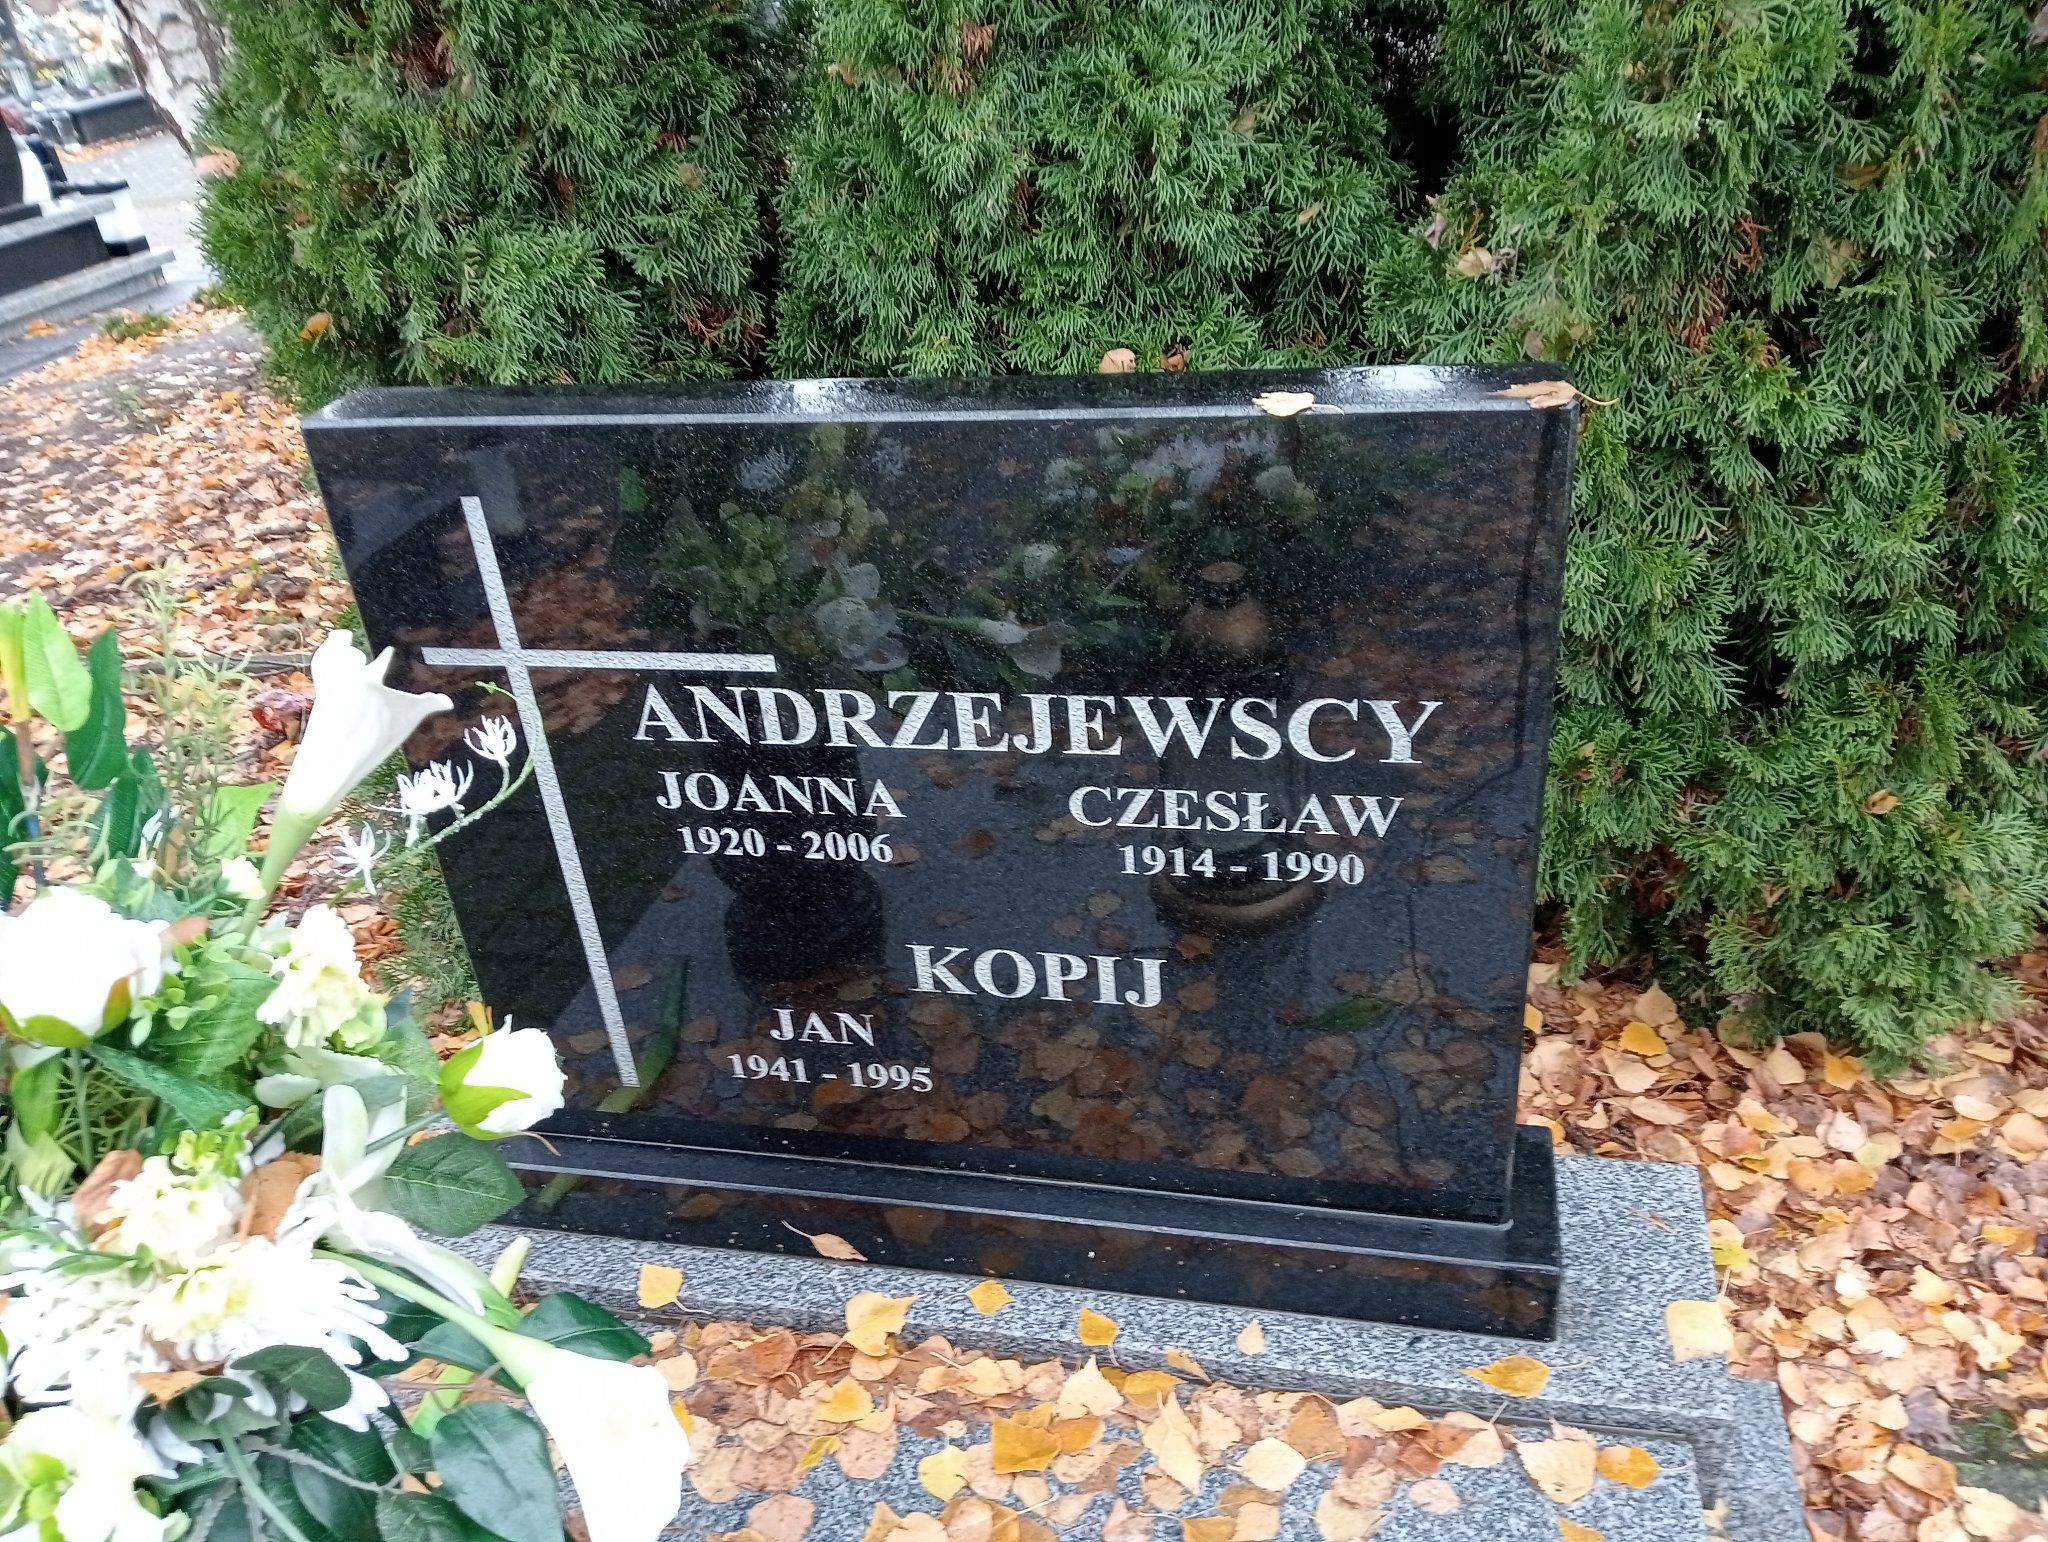 ANDRZEJEWSCY
JOANNA CZESŁAW
1920 - 2006 1914 - 1990
KOPIJ
JAN
1941 - 1995